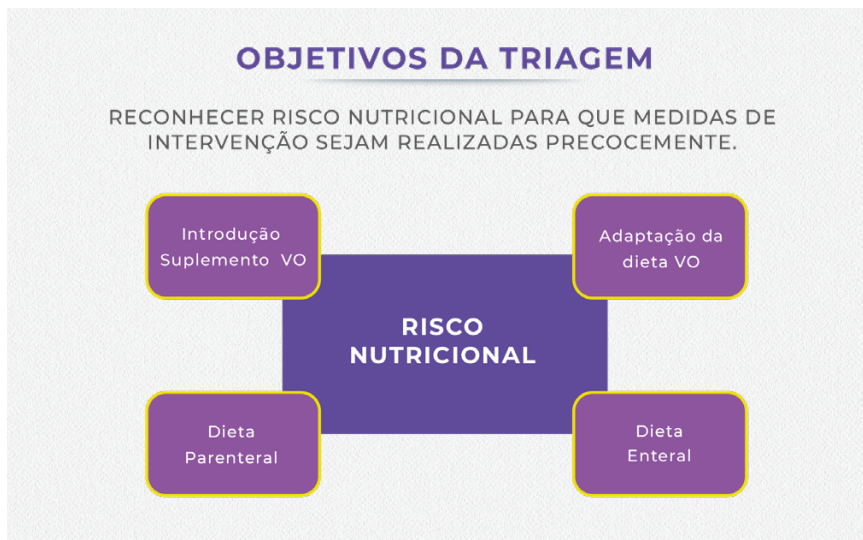 OBJETIVOS DA TRIAGEM
RECONHECER RISCO NUTRICIONAL PARA QUE MEDIDAS DE
INTERVENÇÃO SEJAM REALIZADAS PRECOCEMENTE.
Introdução
Suplemento VO
Adaptação da
dieta VO
RISCO
NUTRICIONAL
Dieta
Parenteral
Dieta
Enteral